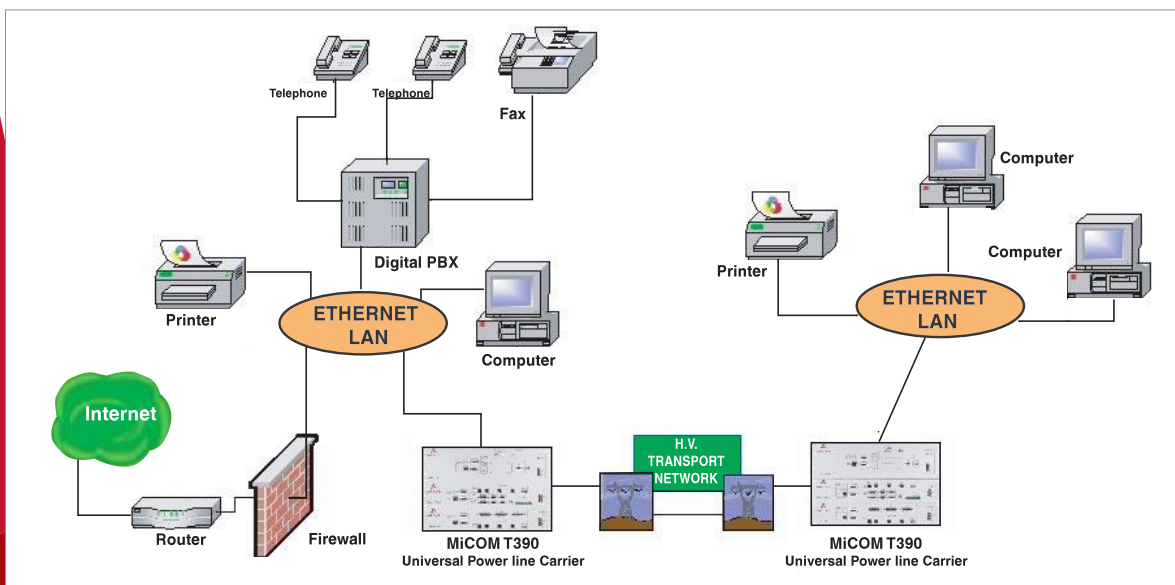 Telephone
Telephone
Fax
Computer
Printer
Computer
Digital PBX
Printer
ETHERNET
LAN
Computer
ETHERNET
LAN
Internet
H.V.
TRANSPORT
NETWORK
Router
Firewall
MiCOM T390
Universal Power line Carrier
MiCOM T390
Universal Power line Carrier